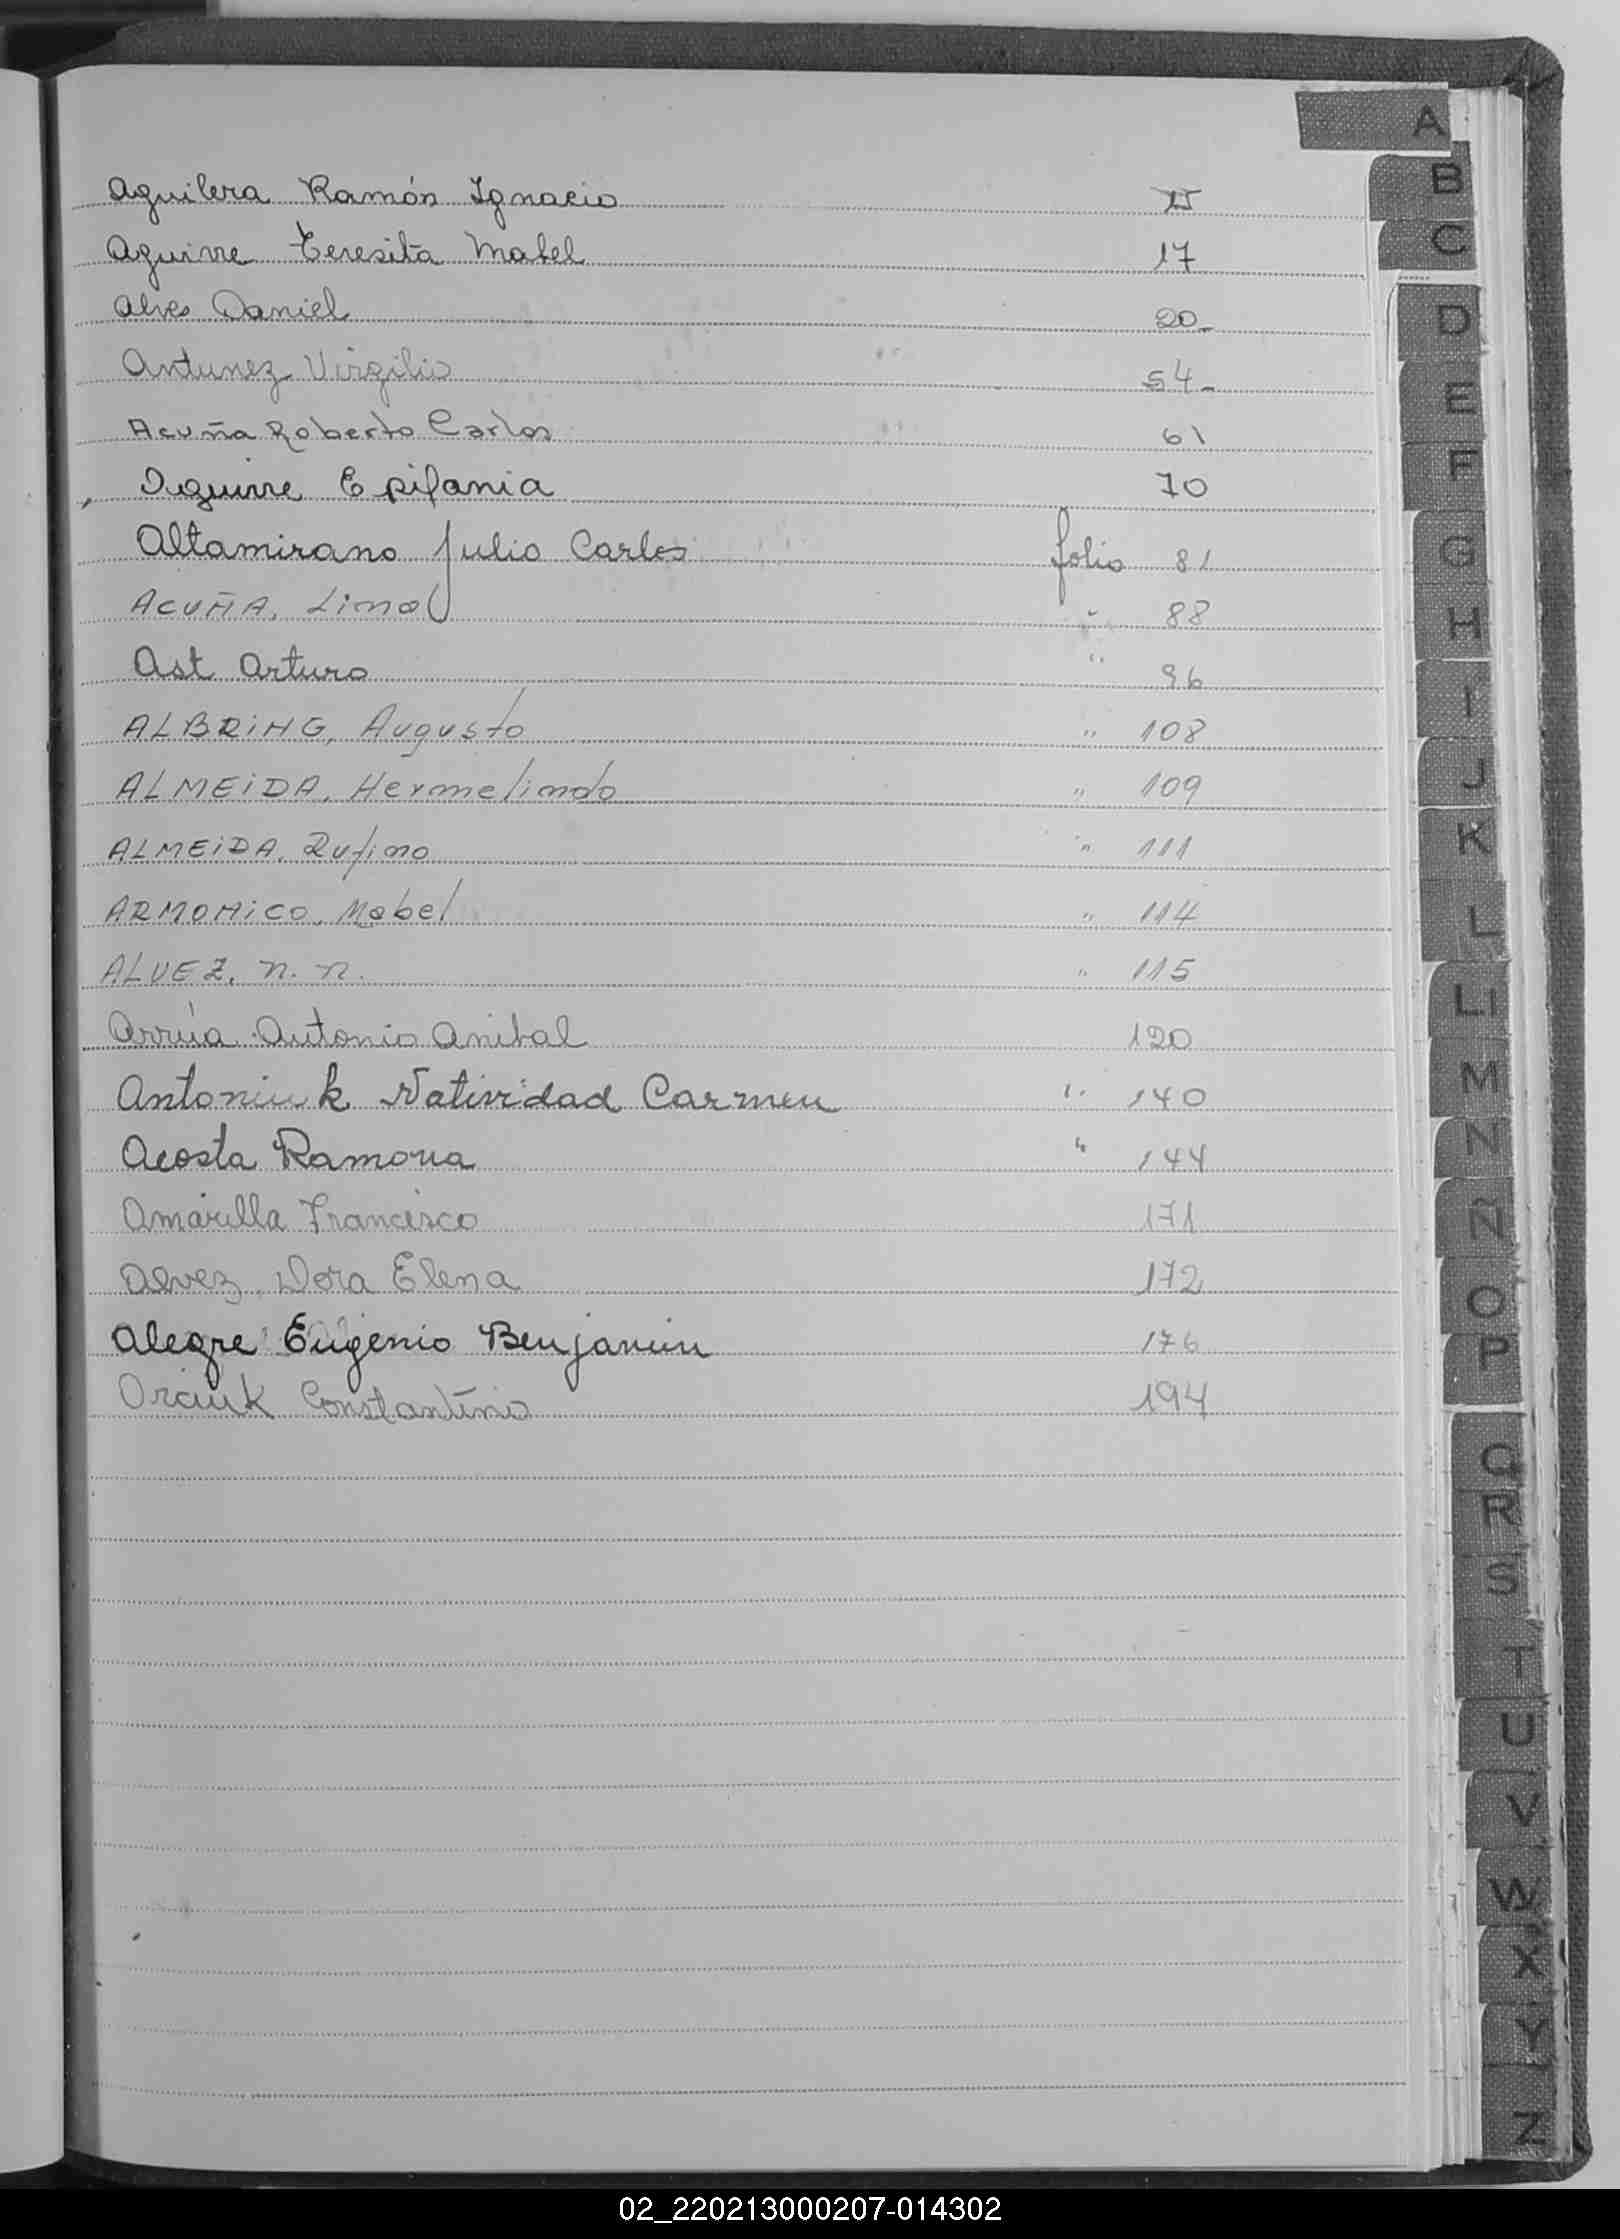 Aguilera Ramón Ignacio
Aguirre Teresita Mabel 17
Alves Daniel 20-
Antunez Virgilio 54-
Acuña Roberto Carlos 61
Aguirre Epifania 70
Altamirano Julio Carlos folio 81
ACUÑA, Lima " 88
Ast Arturo " 96
ALBRiNG, Augusto " 108
ALMEiDA, Hermelindo " 109
ALMEiDA, Rufino " 111
ARMONiCO, Mabel " 114
ALVEZ, n. n. " 115
Arrúa Antonio Anibal 120
Antoniuk Natividad Carmen " 140
Acosta Ramona " 144
Amarilla Francisco 171
Alvez, Dora Elena 172
Alegre Eugenio Benjamin 176
Constantino 194
A
B
C
D
E
F
G
H
I
J
K
L
Ll
M
N
Ñ
O
P
Q
R
S
T
U
V
W
X
Y
Z
02_220213000207-014302